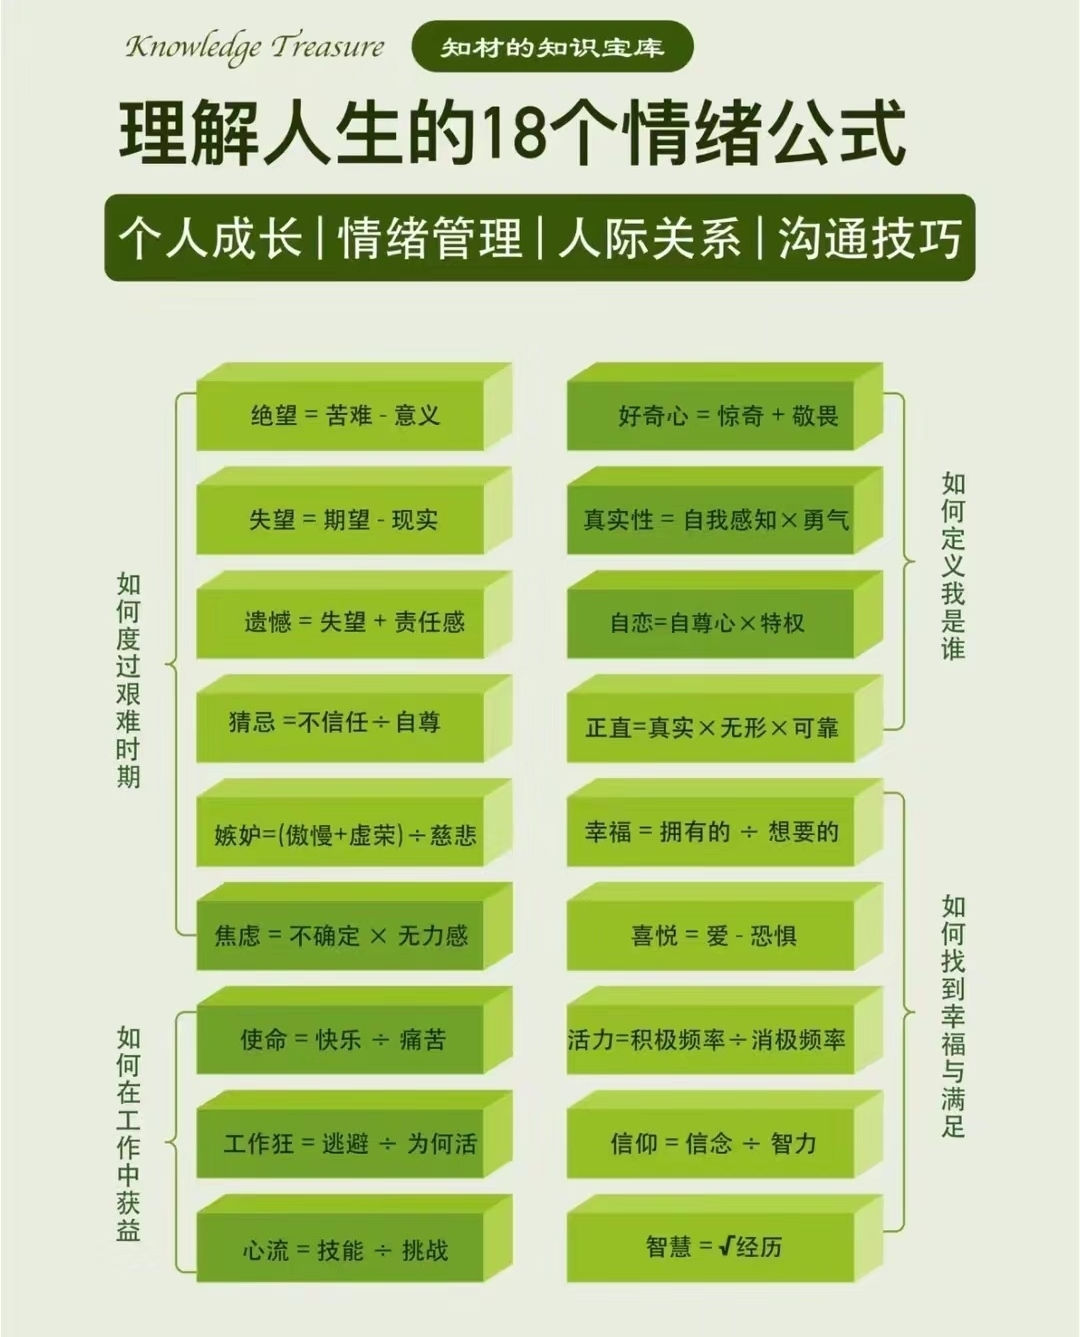 Knowledge Treasure
知材的知识宝库
理解人生的18个情绪公式
个人成长|情绪管理|人际关系|沟通技巧
如何度过艰难时期
绝望 = 苦难 - 意义
失望 = 期望 - 现实
遗憾 = 失望 + 责任感
猜忌 =不信任÷自尊
嫉妒=(傲慢+虚荣)÷慈悲
焦虑 = 不确定 × 无力感
如何在工作中获益
使命 = 快乐 ÷ 痛苦
工作狂 = 逃避 ÷ 为何活
心流 = 技能 ÷ 挑战
如何定义我是谁
好奇心 = 惊奇 + 敬畏
真实性 = 自我感知×勇气
自恋=自尊心×特权
正直=真实×无形×可靠
如何找到幸福与满足
幸福 = 拥有的 ÷ 想要的
喜悦 = 爱 - 恐惧
活力=积极频率÷消极频率
信仰 = 信念 ÷ 智力
智慧 = √经历